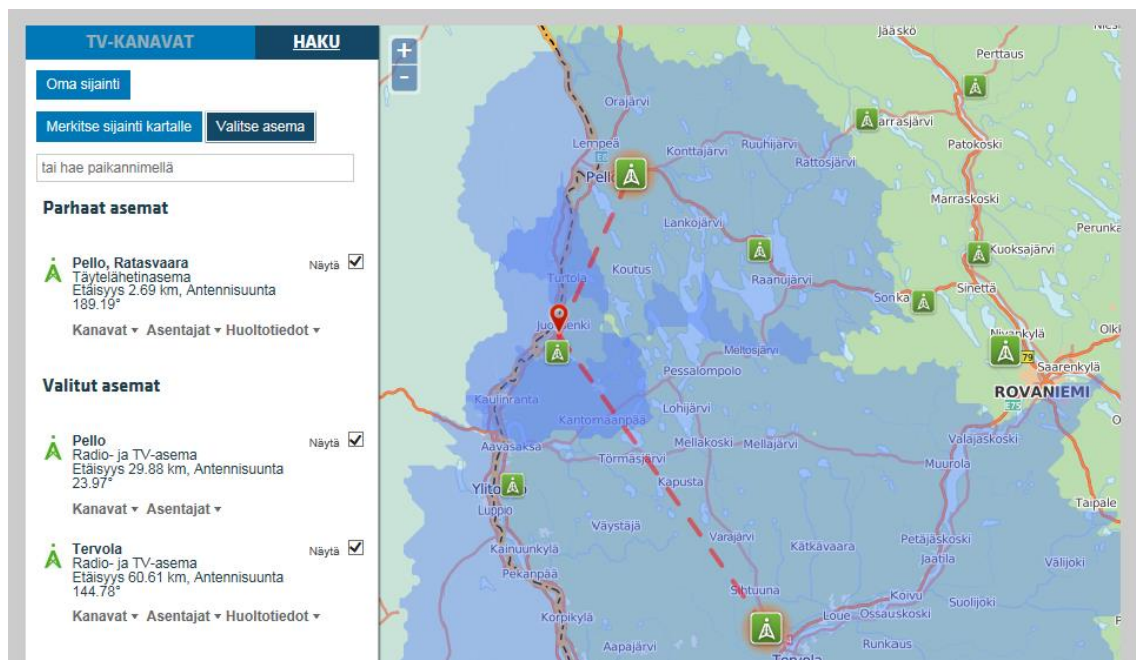 TV-KANAVAT
HAKU
Oma sijainti
Merkitse sijainti kartalle
Valitse asema
tai hae paikannimellä
Parhaat asemat
Pello, Ratasvaara
Näytä
Täytelähetinasema
Etäisyys 2.69 km, Antennisuunta
189.19°
Kanavat Asentajat Huoltotiedot
Valitut asemat
Pello
Näytä
Radio- ja TV-asema
Etäisyys 29.88 km, Antennisuunta
23.97°
Kanavat Asentajat
Tervola
Näytä
Radio- ja TV-asema
Etäisyys 60.61 km, Antennisuunta
144.78°
Kanavat Asentajat Huoltotiedot
+
-
Jääskö
Perttaus
Orajärvi
arrasjärvi
Lempeä
Konttajärvi
Ruuhijärvi
Rattosjärvi
Patokoski
Pello
Marraskoski
Lankojärvi
Perunka
Kuoksajärvi
Turtola
Koutus
Raanujärvi
Sonka
Sinettä
Juoksenki
Nivankylä
79
Meltosjärvi
Saarenkylä
Pessalompolo
ROVANIEMI
E75
Kaulinranta
Lohijärvi
Kantomaanpää
Aavasaksa
Mellakoski
Mellajärvi
Valajaskoski
Törmäsjärvi
Muurola
Kapusta
Luppio
Taipale
Väystäjä
Varajärvi
Petäjäskoski
Kainuunkylä
Kätkävaara
Jaatila
Välijoki
Pekanpää
Sihtuuna
Koivu
Suolijoki
Korpikylä
Loue
Ossauskoski
Aapajärvi
Runkaus
Tervola